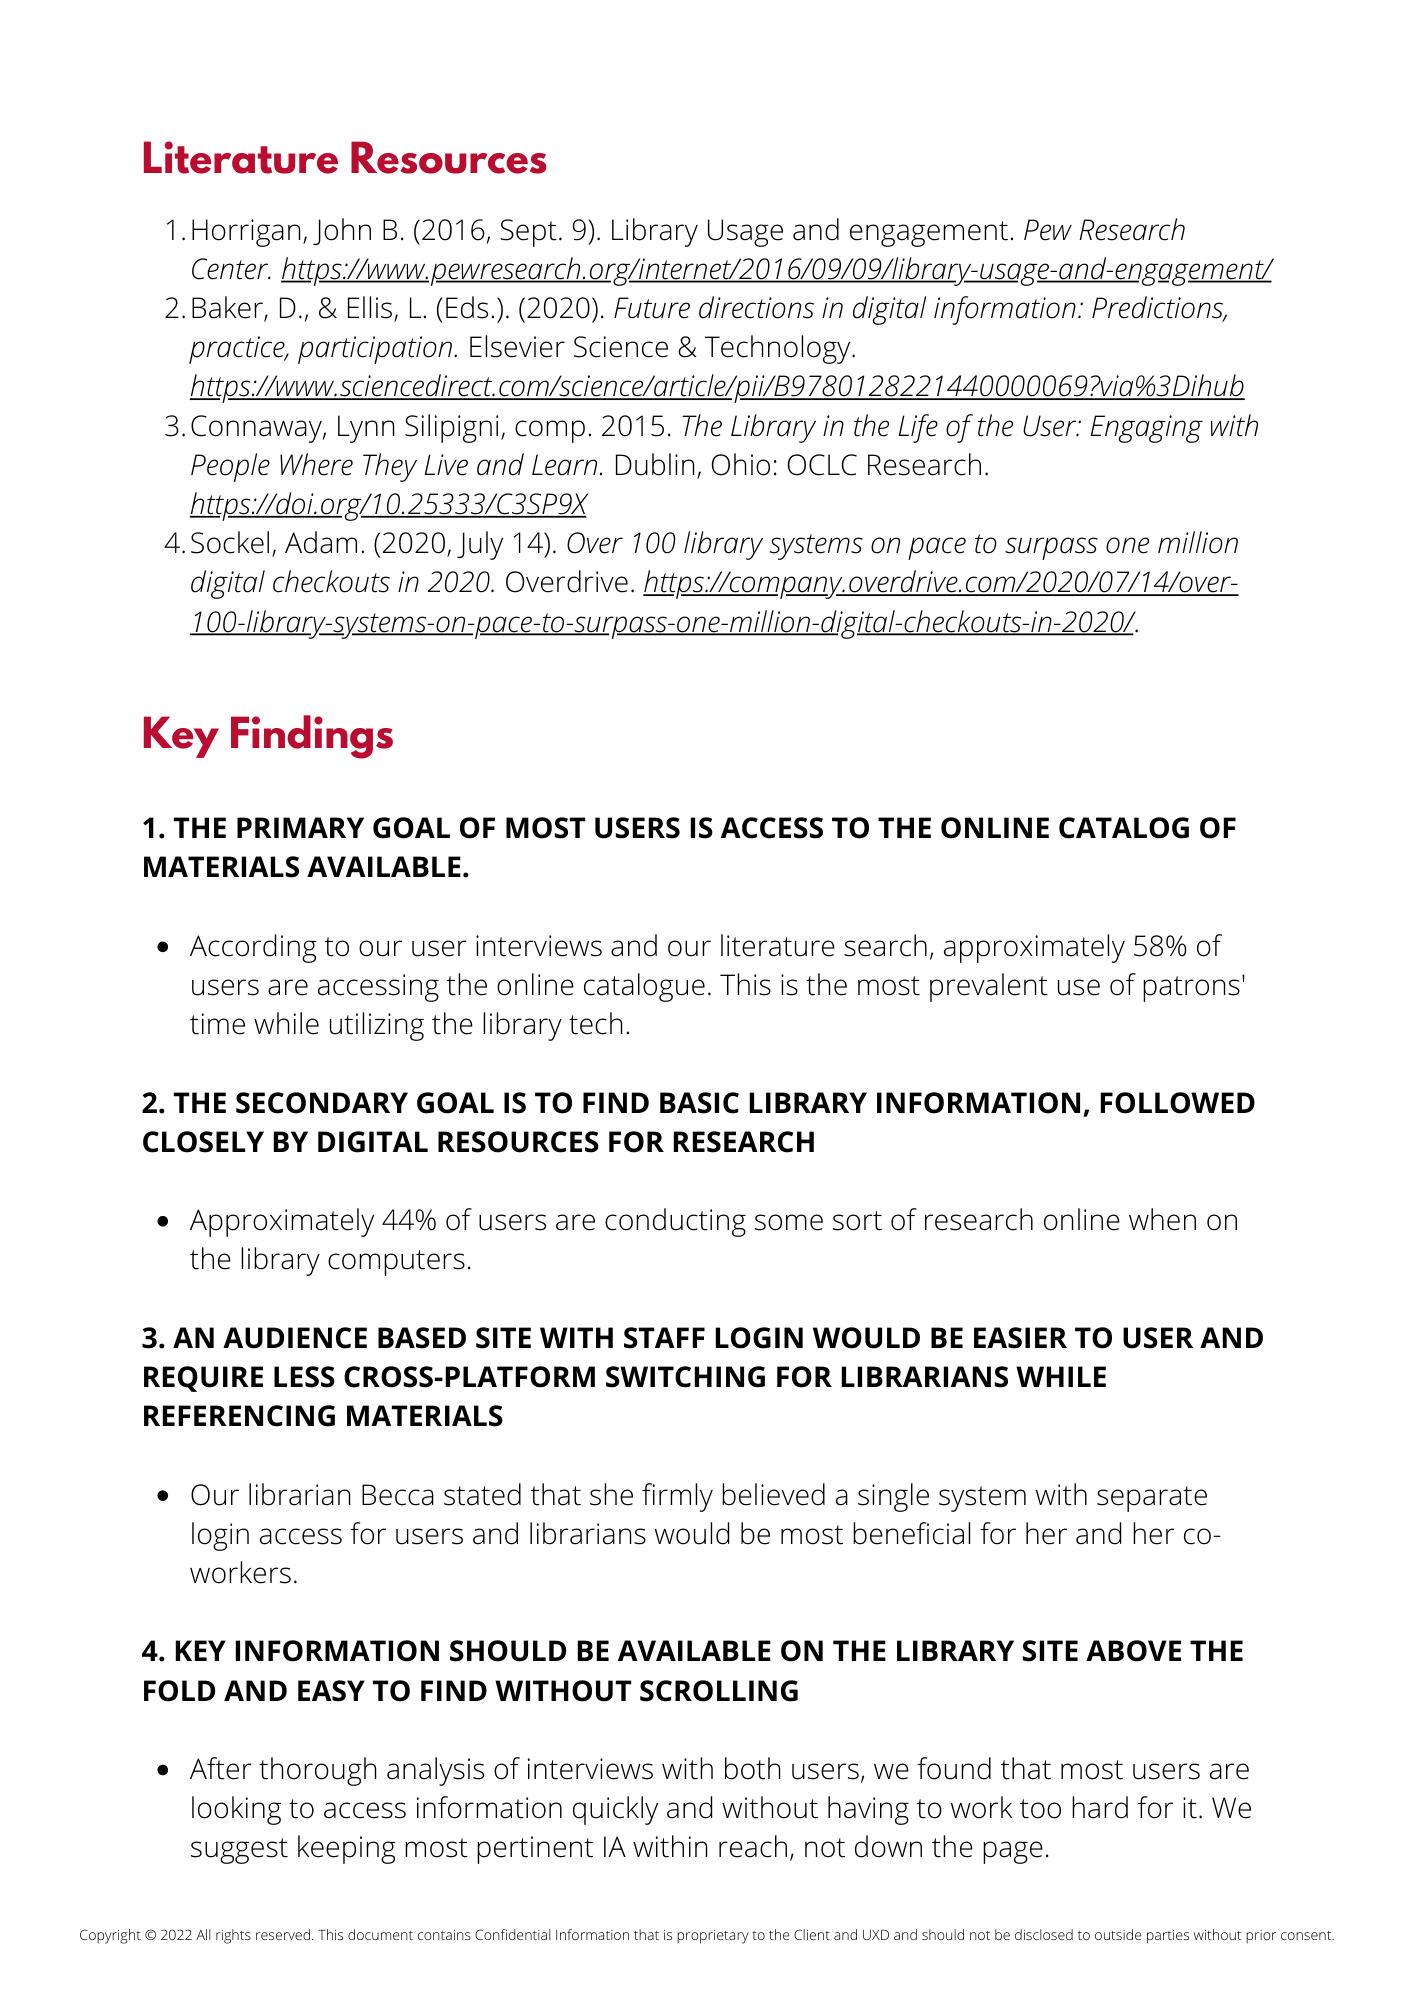 Literature Resources
1. Horrigan, John B. (2016, Sept. 9). Library Usage and engagement. Pew Research
Center. https://www.pewresearch.org/internet/2016/09/09/library-usage-and-engagement/
2. Baker, D., & Ellis, L. (Eds.). (2020). Future directions in digital information: Predictions,
practice, participation. Elsevier Science & Technology.
https://www.sciencedirect.com/science/article/pii/B9780128221440000069?via%3Dihub
3. Connaway, Lynn Silipigni, comp. 2015. The Library in the Life of the User: Engaging with
People Where They Live and Learn. Dublin, Ohio: OCLC Research.
https://doi.org/10.25333/C3SP9X
4. Sockel, Adam. (2020, July 14). Over 100 library systems on pace to surpass one million
digital checkouts in 2020. Overdrive. https://company.overdrive.com/2020/07/14/over-
100-library-systems-on-pace-to-surpass-one-million-digital-checkouts-in-2020/.
Key Findings
1. THE PRIMARY GOAL OF MOST USERS IS ACCESS TO THE ONLINE CATALOG OF
MATERIALS AVAILABLE.
• According to our user interviews and our literature search, approximately 58% of
users are accessing the online catalogue. This is the most prevalent use of patrons'
time while utilizing the library tech.
2. THE SECONDARY GOAL IS TO FIND BASIC LIBRARY INFORMATION, FOLLOWED
CLOSELY BY DIGITAL RESOURCES FOR RESEARCH
• Approximately 44% of users are conducting some sort of research online when on
the library computers.
3. AN AUDIENCE BASED SITE WITH STAFF LOGIN WOULD BE EASIER TO USER AND
REQUIRE LESS CROSS-PLATFORM SWITCHING FOR LIBRARIANS WHILE
REFERENCING MATERIALS
• Our librarian Becca stated that she firmly believed a single system with separate
login access for users and librarians would be most beneficial for her and her co-
workers.
4. KEY INFORMATION SHOULD BE AVAILABLE ON THE LIBRARY SITE ABOVE THE
FOLD AND EASY TO FIND WITHOUT SCROLLING
• After thorough analysis of interviews with both users, we found that most users are
looking to access information quickly and without having to work too hard for it. We
suggest keeping most pertinent IA within reach, not down the page.
Copyright © 2022 All rights reserved. This document contains Confidential Information that is proprietary to the Client and UXD and should not be disclosed to outside parties without prior consent.